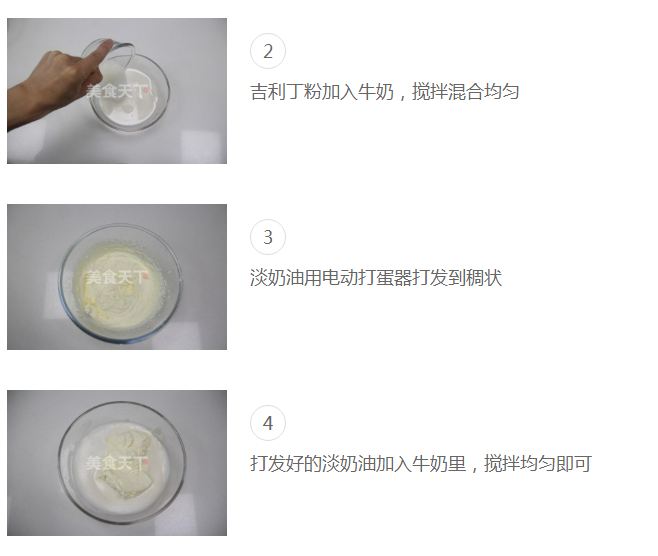 2
吉利丁粉加入牛奶，搅拌混合均匀
美食天下
3
淡奶油用电动打蛋器打发到稠状
美食天下
4
打发好的淡奶油加入牛奶里，搅拌均匀即可
美食天下